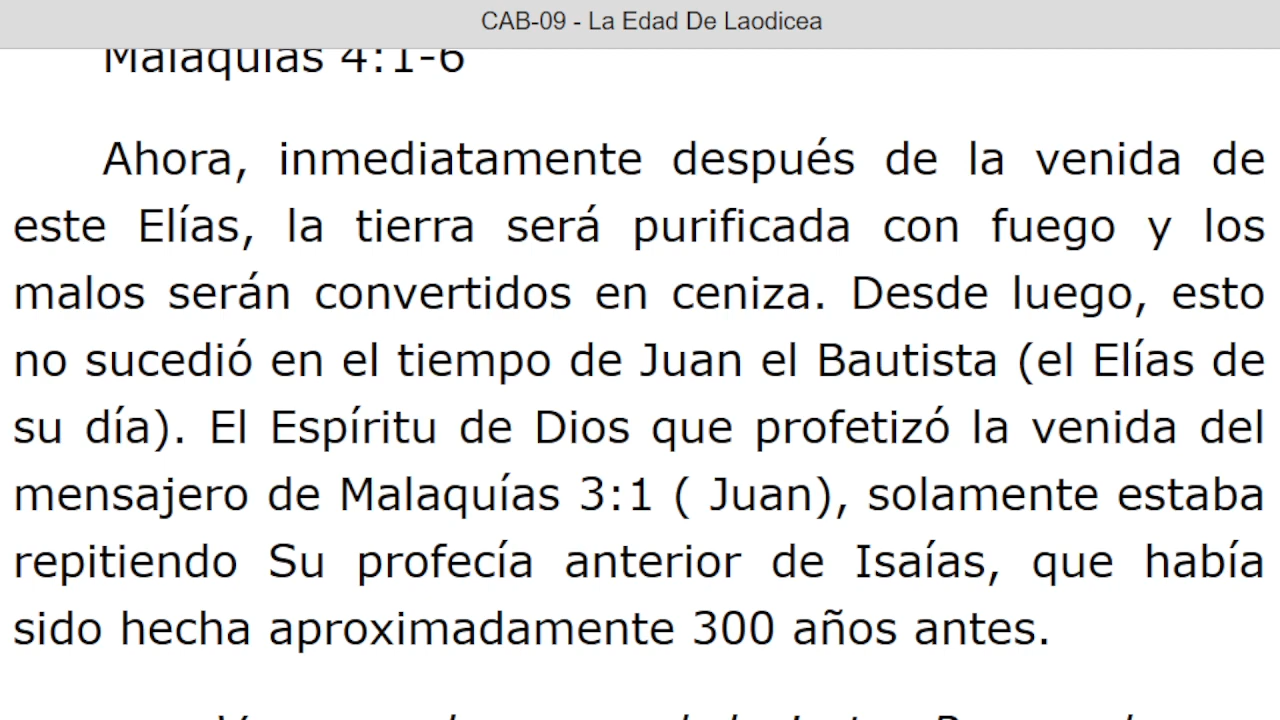 CAB-09 - La Edad De Laodicea
Malaquías 4:1-6
Ahora, inmediatamente después de la venida de
este Elías, la tierra será purificada con fuego y los
malos serán convertidos en ceniza. Desde luego, esto
no sucedió en el tiempo de Juan el Bautista (el Elías de
su día). El Espíritu de Dios que profetizó la venida del
mensajero de Malaquías 3:1 ( Juan), solamente estaba
repitiendo Su profecía anterior de Isaías, que había
sido hecha aproximadamente 300 años antes.